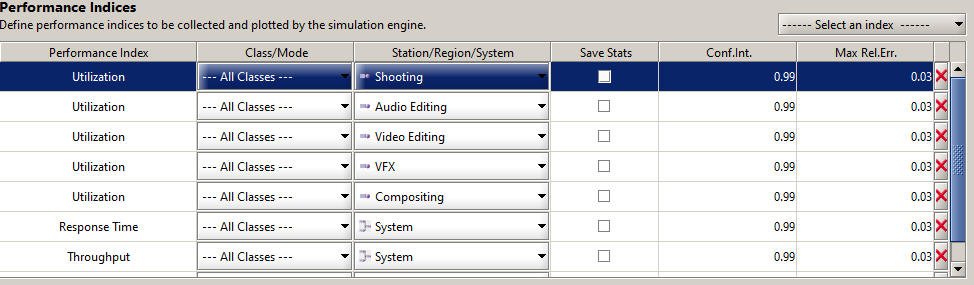 Performance Indices
Define performance indices to be collected and plotted by the simulation engine.
------ Select an index ------
Performance Index Class/Mode Station/Region/System Save Stats Conf.Int. Max Rel.Err.
Utilization --- All Classes --- Shooting 0.99 0.03
Utilization --- All Classes --- Audio Editing 0.99 0.03
Utilization --- All Classes --- Video Editing 0.99 0.03
Utilization --- All Classes --- VFX 0.99 0.03
Utilization --- All Classes --- Compositing 0.99 0.03
Response Time --- All Classes --- System 0.99 0.03
Throughput --- All Classes --- System 0.99 0.03